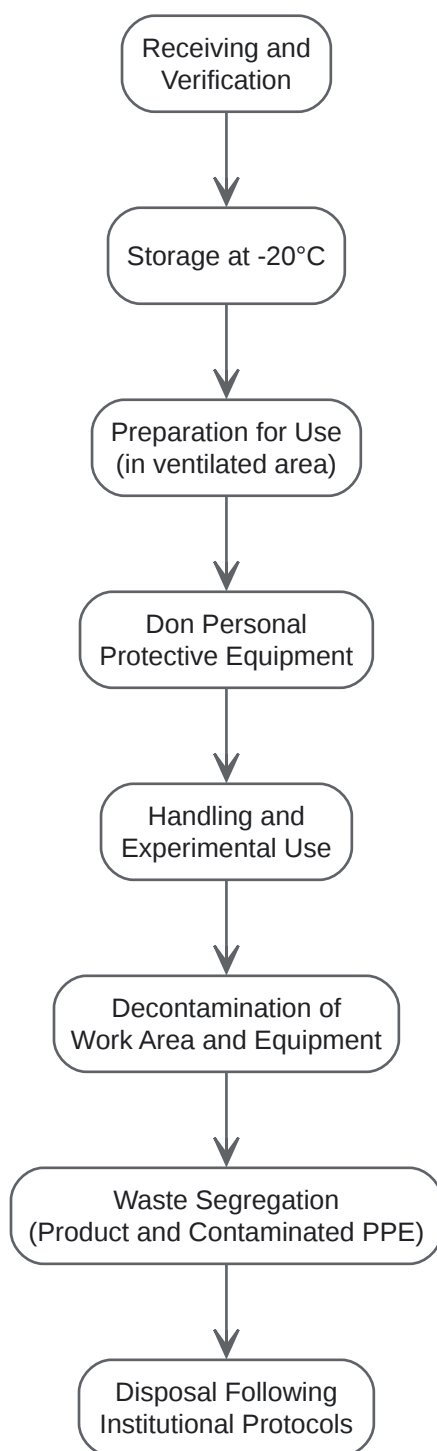 Receiving and
Verification
Storage at -20°C
Preparation for Use
(in ventilated area)
Don Personal
Protective Equipment
Handling and
Experimental Use
Decontamination of
Work Area and Equipment
Waste Segregation
(Product and Contaminated PPE)
Disposal Following
Institutional Protocols